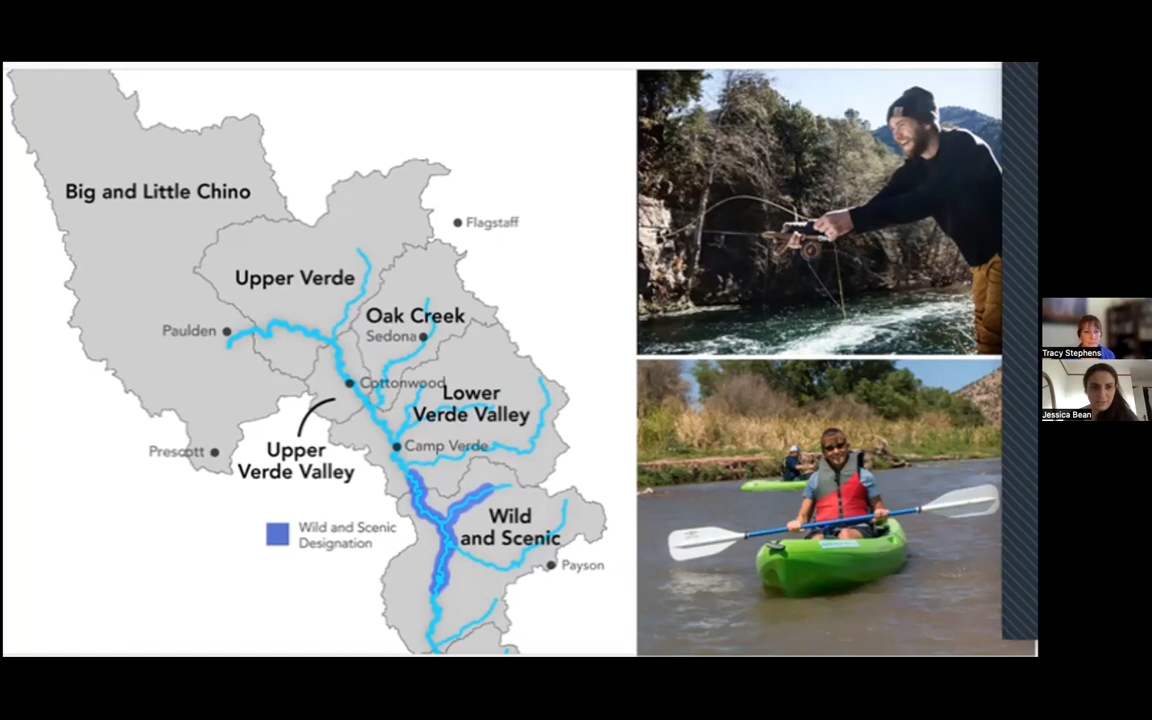 Big and Little Chino
Flagstaff
Upper Verde
Oak Creek
Paulden
Sedona
Cottonwood
Lower
Verde Valley
Camp Verde
Prescott
Upper
Verde Valley
Wild
and Scenic
Wild and Scenic
Designation
Payson
Tracy Stephens
Jessica Bean